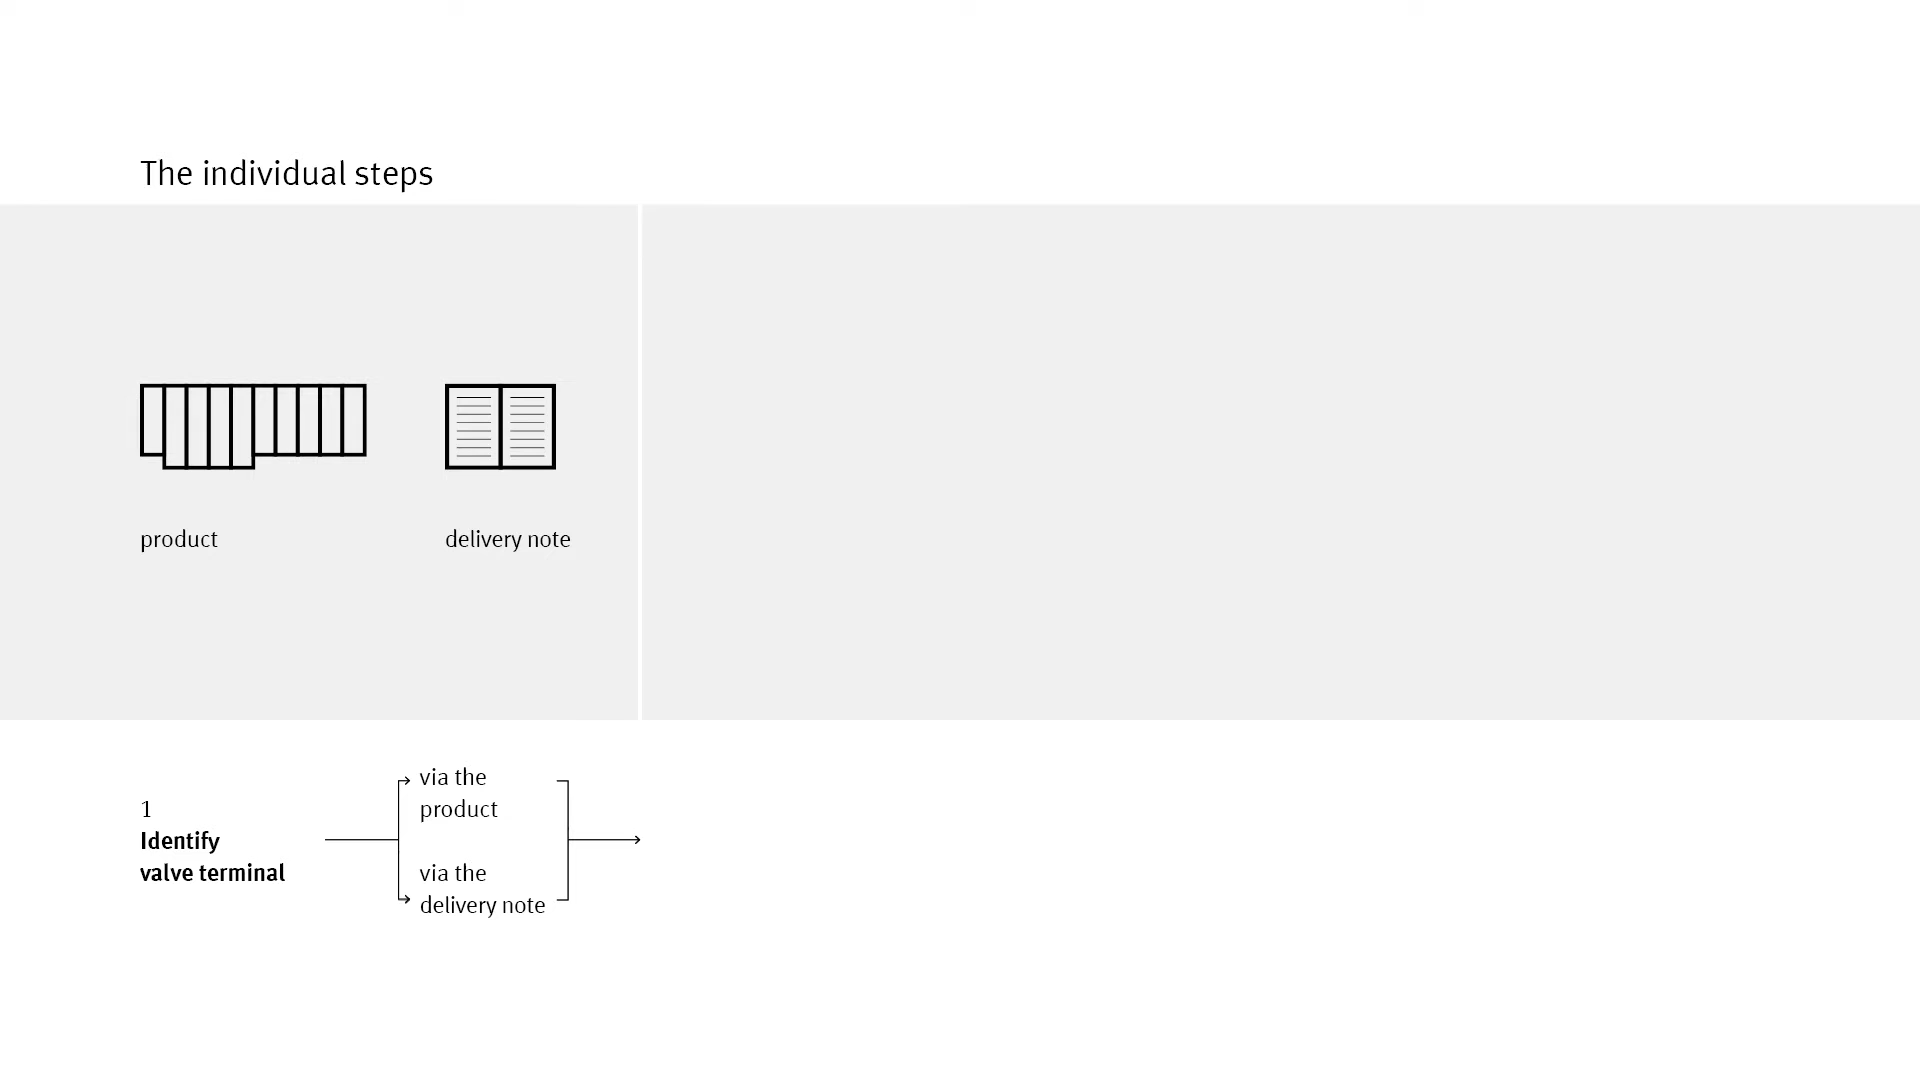 The individual steps
product
delivery note
1
Identify
valve terminal
via the
product
via the
delivery note